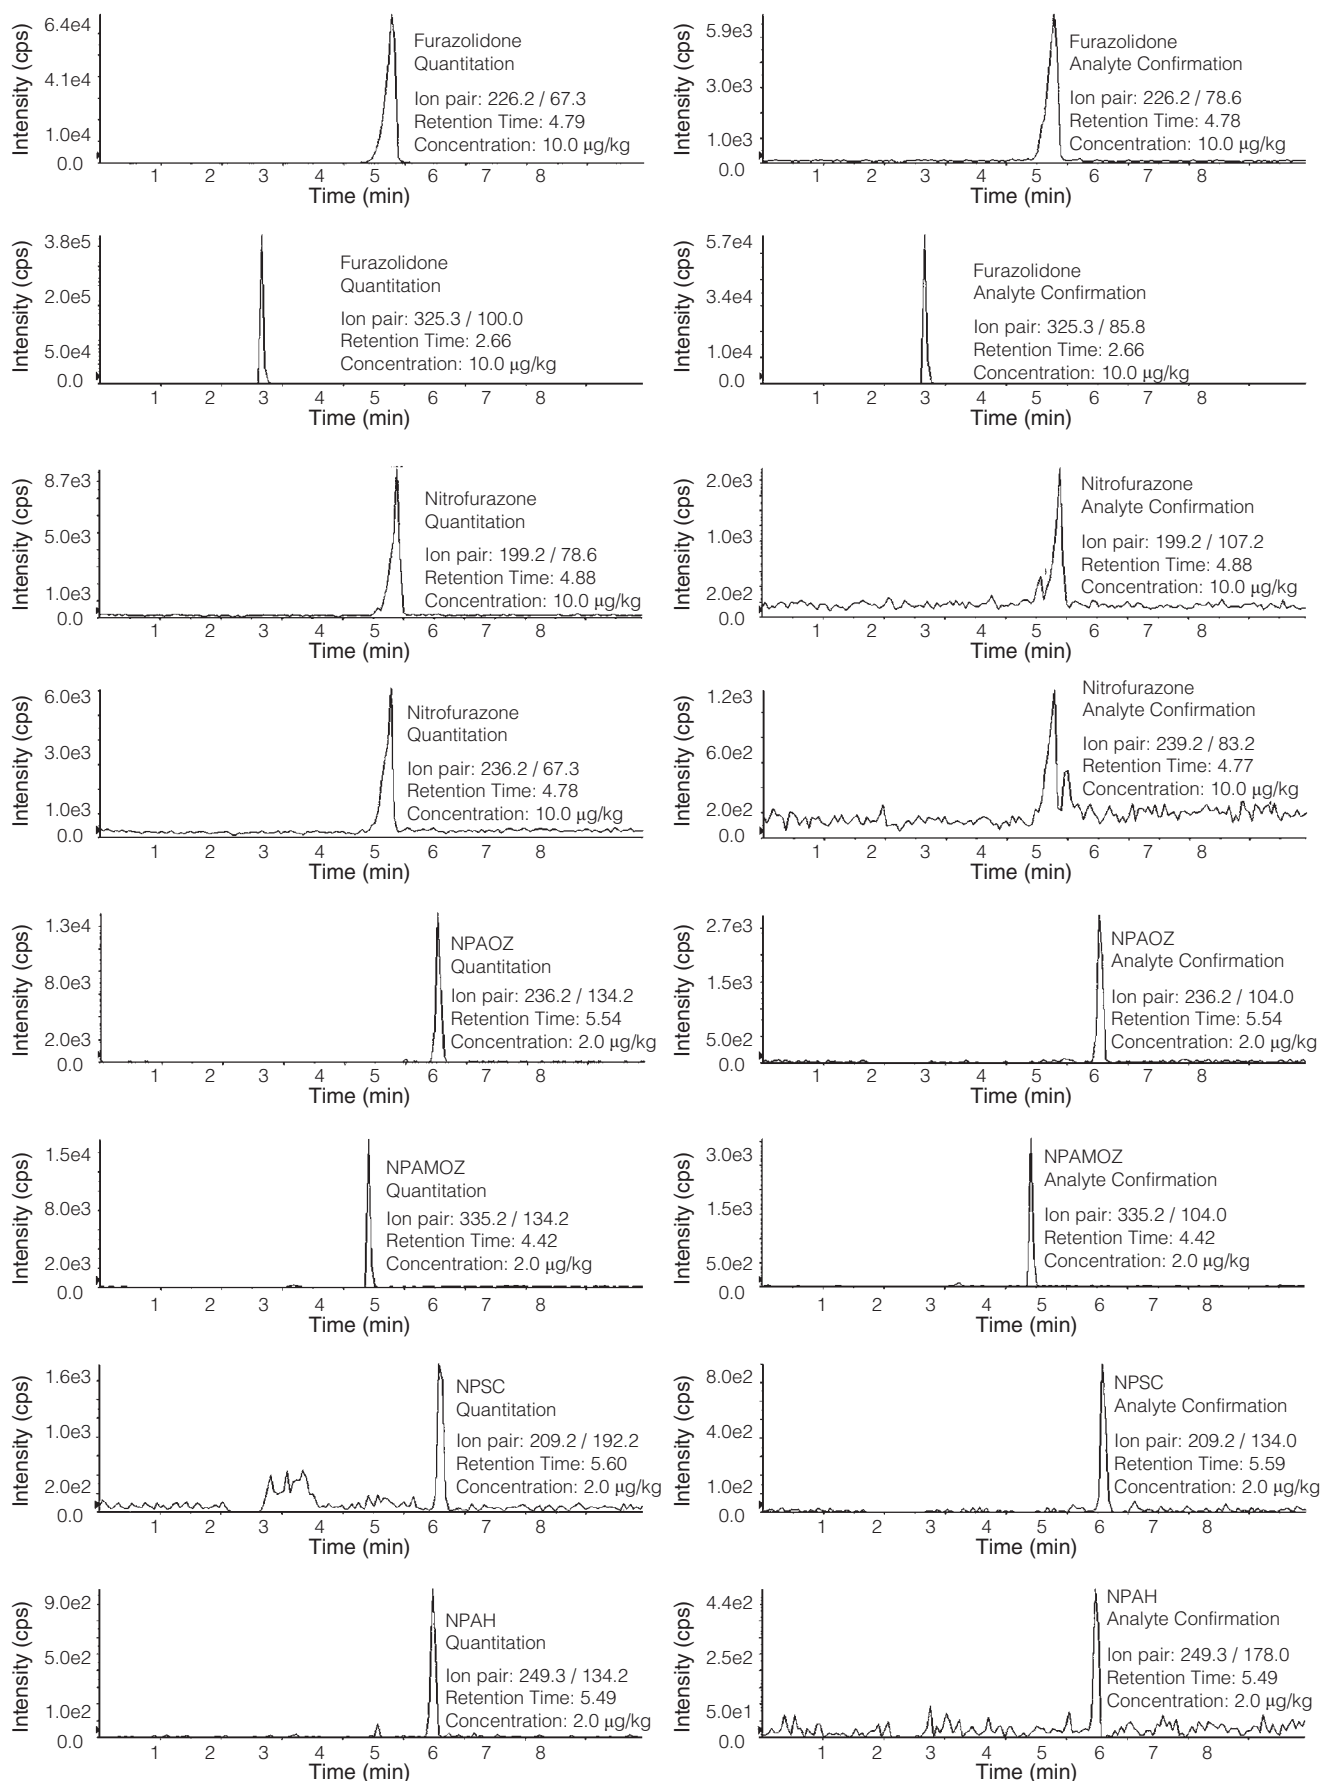 Intensity (cps)
6.4e4
4.1e4
1.0e4
0.0
Furazolidone
Quantitation
Ion pair: 226.2 / 67.3
Retention Time: 4.79
Concentration: 10.0 µg/kg
1 2 3 4 5 6 7 8
Time (min)
Intensity (cps)
5.9e3
3.0e3
1.0e3
0.0
Furazolidone
Analyte Confirmation
Ion pair: 226.2 / 78.6
Retention Time: 4.78
Concentration: 10.0 µg/kg
1 2 3 4 5 6 7 8
Time (min)
Intensity (cps)
3.8e5
2.0e5
5.0e4
0.0
Furazolidone
Quantitation
Ion pair: 325.3 / 100.0
Retention Time: 2.66
Concentration: 10.0 µg/kg
1 2 3 4 5 6 7 8
Time (min)
Intensity (cps)
5.7e4
3.4e4
1.0e4
0.0
Furazolidone
Analyte Confirmation
Ion pair: 325.3 / 85.8
Retention Time: 2.66
Concentration: 10.0 µg/kg
1 2 3 4 5 6 7 8
Time (min)
Intensity (cps)
8.7e3
5.0e3
1.0e3
0.0
Nitrofurazone
Quantitation
Ion pair: 199.2 / 78.6
Retention Time: 4.88
Concentration: 10.0 µg/kg
1 2 3 4 5 6 7 8
Time (min)
Intensity (cps)
2.0e3
1.0e3
2.0e2
0.0
Nitrofurazone
Analyte Confirmation
Ion pair: 199.2 / 107.2
Retention Time: 4.88
Concentration: 10.0 µg/kg
1 2 3 4 5 6 7 8
Time (min)
Intensity (cps)
6.0e3
3.0e3
1.0e3
0.0
Nitrofurazone
Quantitation
Ion pair: 236.2 / 67.3
Retention Time: 4.78
Concentration: 10.0 µg/kg
1 2 3 4 5 6 7 8
Time (min)
Intensity (cps)
1.2e3
6.0e2
2.0e2
0.0
Nitrofurazone
Analyte Confirmation
Ion pair: 239.2 / 83.2
Retention Time: 4.77
Concentration: 10.0 µg/kg
1 2 3 4 5 6 7 8
Time (min)
Intensity (cps)
1.3e4
8.0e3
2.0e3
0.0
NPAOZ
Quantitation
Ion pair: 236.2 / 134.2
Retention Time: 5.54
Concentration: 2.0 µg/kg
1 2 3 4 5 6 7 8
Time (min)
Intensity (cps)
2.7e3
1.5e3
5.0e2
0.0
NPAOZ
Analyte Confirmation
Ion pair: 236.2 / 104.0
Retention Time: 5.54
Concentration: 2.0 µg/kg
1 2 3 4 5 6 7 8
Time (min)
Intensity (cps)
1.5e4
8.0e3
2.0e3
0.0
NPAMOZ
Quantitation
Ion pair: 335.2 / 134.2
Retention Time: 4.42
Concentration: 2.0 µg/kg
1 2 3 4 5 6 7 8
Time (min)
Intensity (cps)
3.0e3
1.5e3
5.0e2
0.0
NPAMOZ
Analyte Confirmation
Ion pair: 335.2 / 104.0
Retention Time: 4.42
Concentration: 2.0 µg/kg
1 2 3 4 5 6 7 8
Time (min)
Intensity (cps)
1.6e3
1.0e3
2.0e2
0.0
NPSC
Quantitation
Ion pair: 209.2 / 192.2
Retention Time: 5.60
Concentration: 2.0 µg/kg
1 2 3 4 5 6 7 8
Time (min)
Intensity (cps)
8.0e2
4.0e2
1.0e2
0.0
NPSC
Analyte Confirmation
Ion pair: 209.2 / 134.0
Retention Time: 5.59
Concentration: 2.0 µg/kg
1 2 3 4 5 6 7 8
Time (min)
Intensity (cps)
9.0e2
5.0e2
1.0e2
0.0
NPAH
Quantitation
Ion pair: 249.3 / 134.2
Retention Time: 5.49
Concentration: 2.0 µg/kg
1 2 3 4 5 6 7 8
Time (min)
Intensity (cps)
4.4e2
2.5e2
5.0e1
0.0
NPAH
Analyte Confirmation
Ion pair: 249.3 / 178.0
Retention Time: 5.49
Concentration: 2.0 µg/kg
1 2 3 4 5 6 7 8
Time (min)